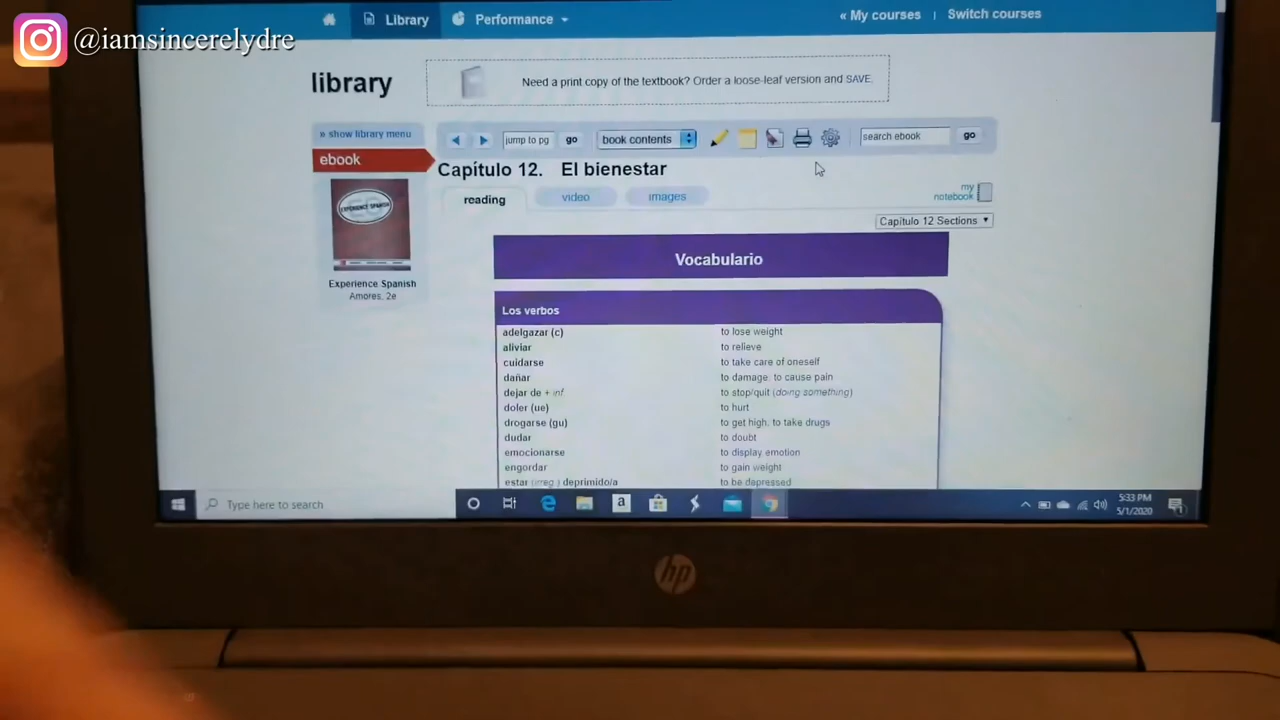 @iamsincerelydre
Library
Performance
« My courses | Switch courses
library
Need a print copy of the textbook? Order a loose-leaf version and SAVE.
» show library menu
jump to pg
go
book contents
search ebook
go
ebook
Capítulo 12. El bienestar
reading
video
images
my
notebook
Capítulo 12 Sections
EXPERIENCE SPANISH
Experience Spanish
Amores, 2e
Vocabulario
Los verbos
adelgazar (c) to lose weight
aliviar to relieve
cuidarse to take care of oneself
dañar to damage; to cause pain
dejar de + inf to stop/quit (doing something)
doler (ue) to hurt
drogarse (gu) to get high, to take drugs
dudar to doubt
emocionarse to display emotion
engordar to gain weight
estar (irreg.) deprimido/a to be depressed
Type here to search
a
5:33 PM
5/1/2020
hp